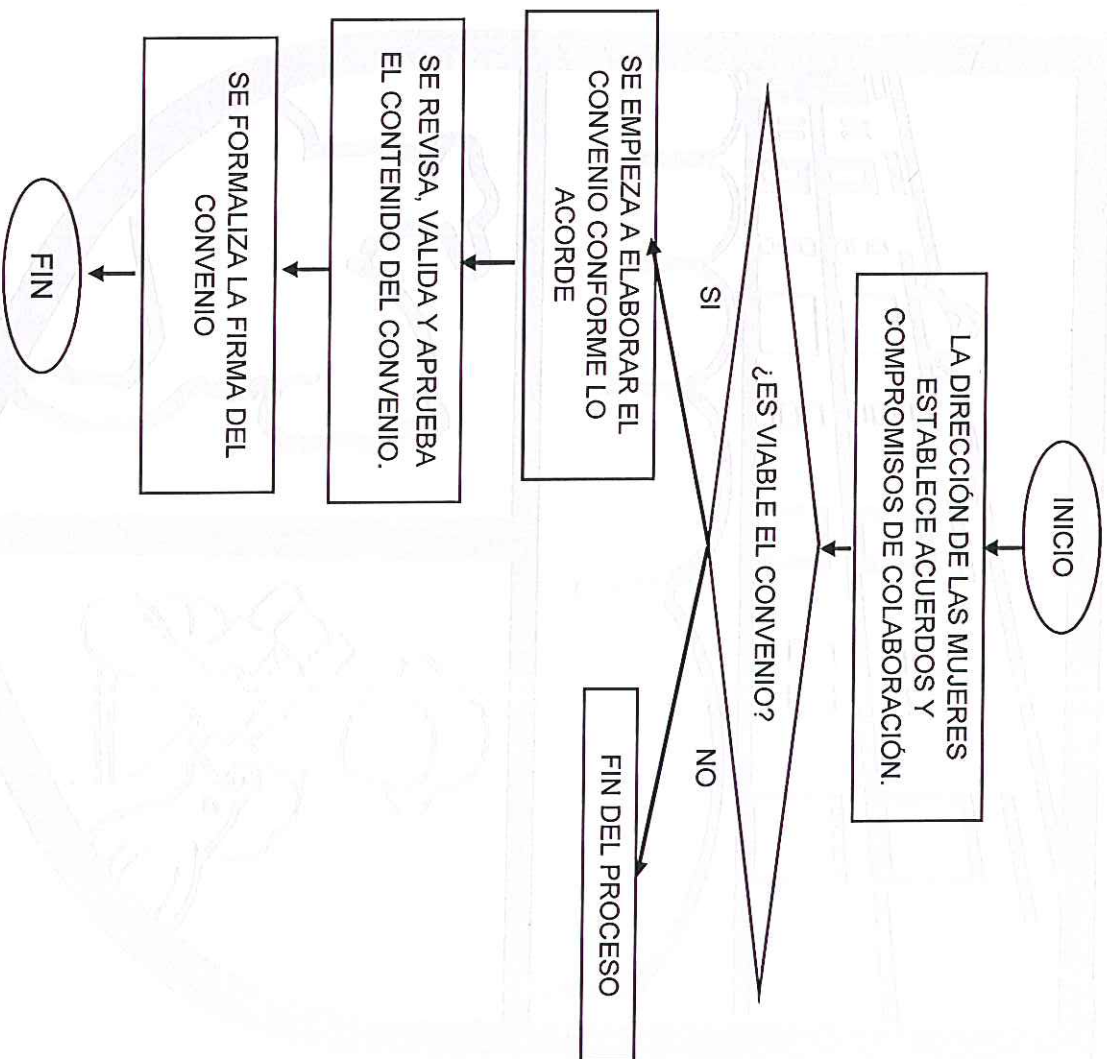 INICIO
LA DIRECCIÓN DE LAS MUJERES
ESTABLECE ACUERDOS Y
COMPROMISOS DE COLABORACIÓN.
¿ES VIABLE EL CONVENIO?
SI
NO
SE EMPIEZA A ELABORAR EL
CONVENIO CONFORME LO
ACORDE
FIN DEL PROCESO
SE REVISA, VALIDA Y APRUEBA
EL CONTENIDO DEL CONVENIO.
SE FORMALIZA LA FIRMA DEL
CONVENIO
FIN